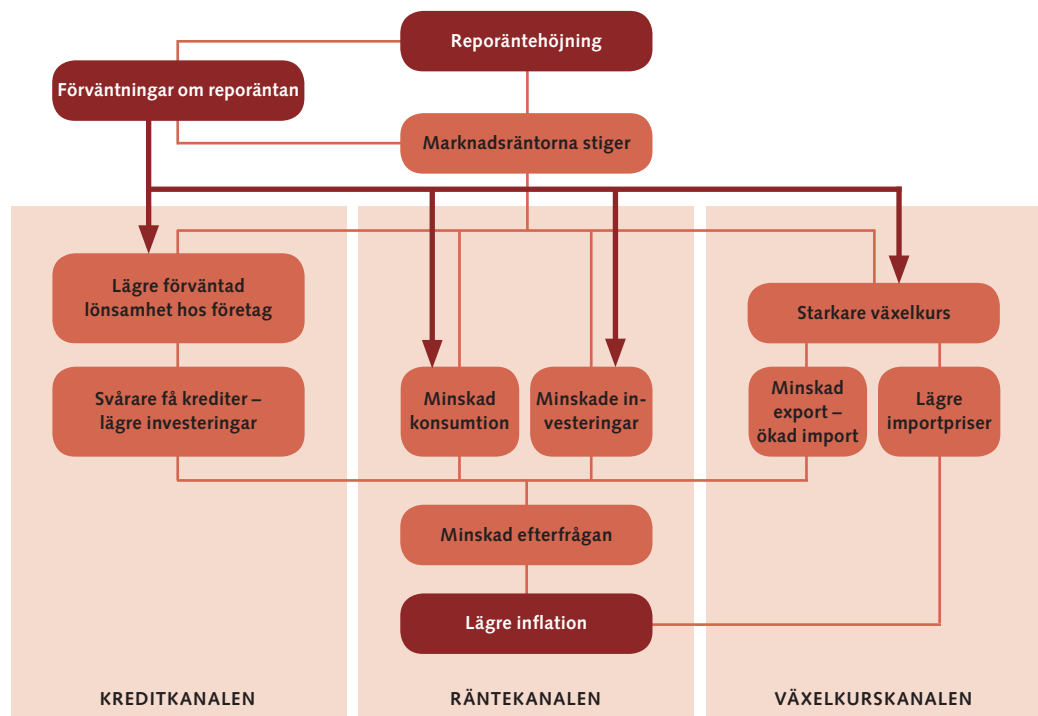 Reporäntehöjning
Förväntningar om reporäntan
Marknadsräntorna stiger
Lägre förväntad
lönsamhet hos företag
Starkare växelkurs
Svårare få krediter –
lägre investeringar
Minskad
konsumtion
Minskade in-
vesteringar
Minskad
export –
ökad import
Lägre
importpriser
Minskad efterfrågan
Lägre inflation
KREDITKANALEN
RÄNTEKANALEN
VÄXELKURSKANALEN